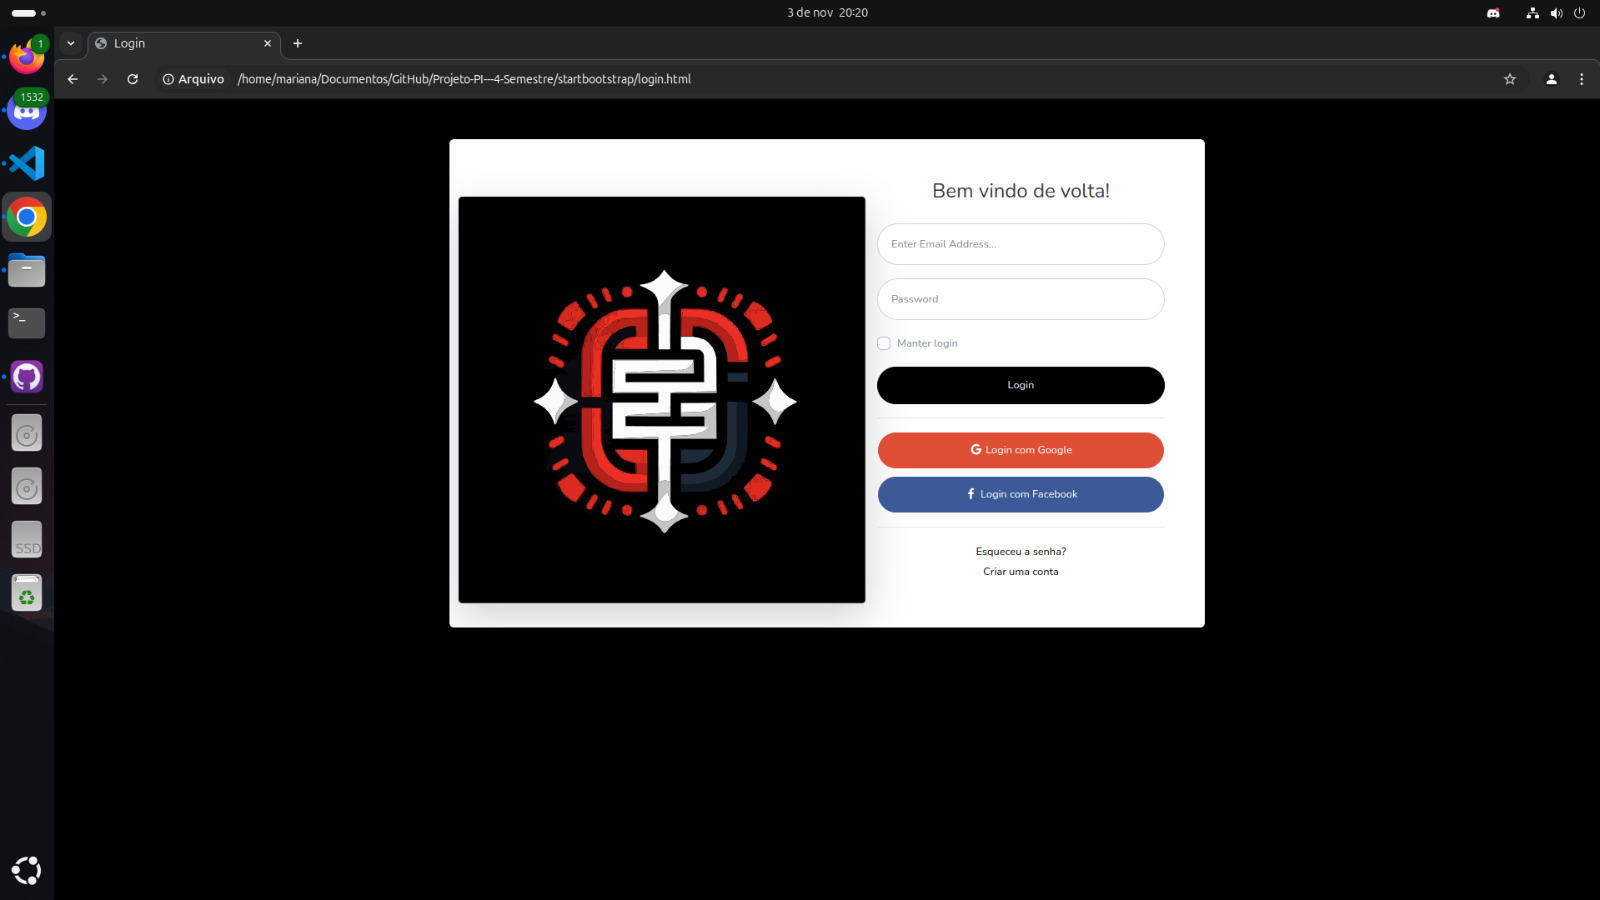 3 de nov 20:20
1
Login
Arquivo /home/mariana/Documentos/GitHub/Projeto-PI---4-Semestre/startbootstrap/login.html
1532
Bem vindo de volta!
Enter Email Address...
Password
Manter login
Login
Login com Google
Login com Facebook
Esqueceu a senha?
Criar uma conta
>_
SSD